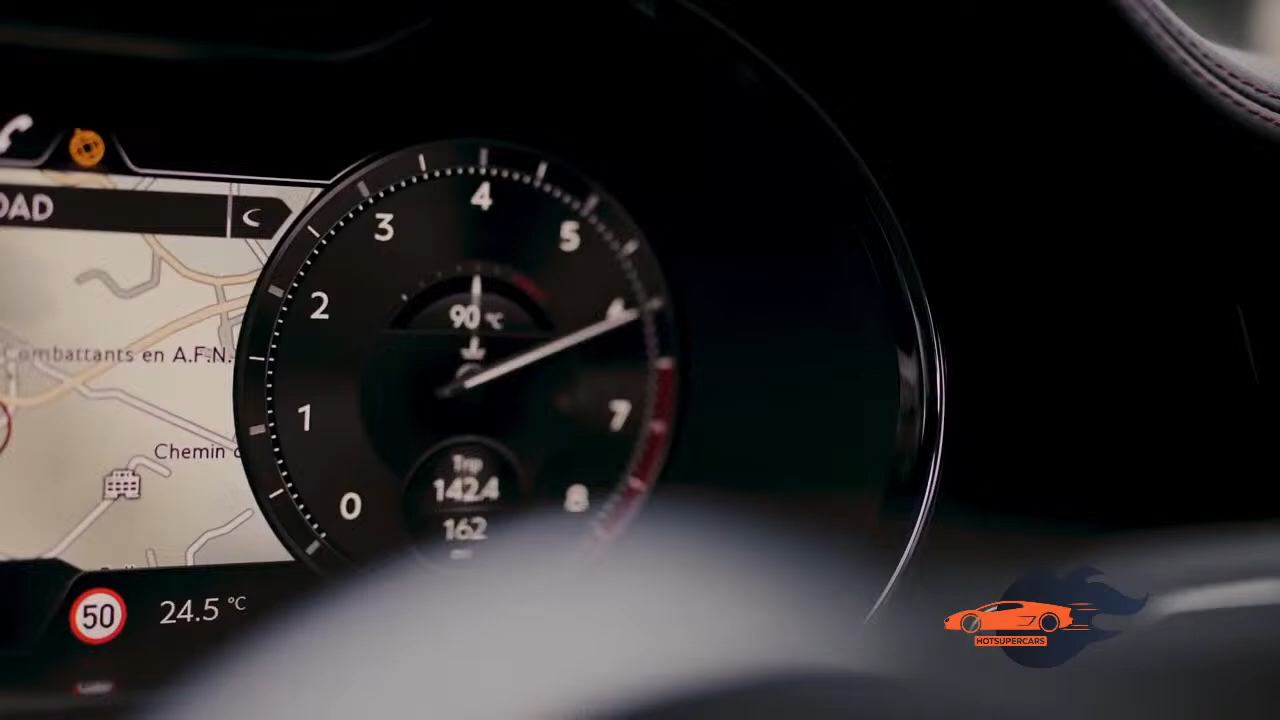 OAD
Combattants en A.F.N.
Chemin
3
4
5
2
6
90 °C
1
7
Trip
142.4
162
0
8
50
24.5 °C
HOTSUPERCARS